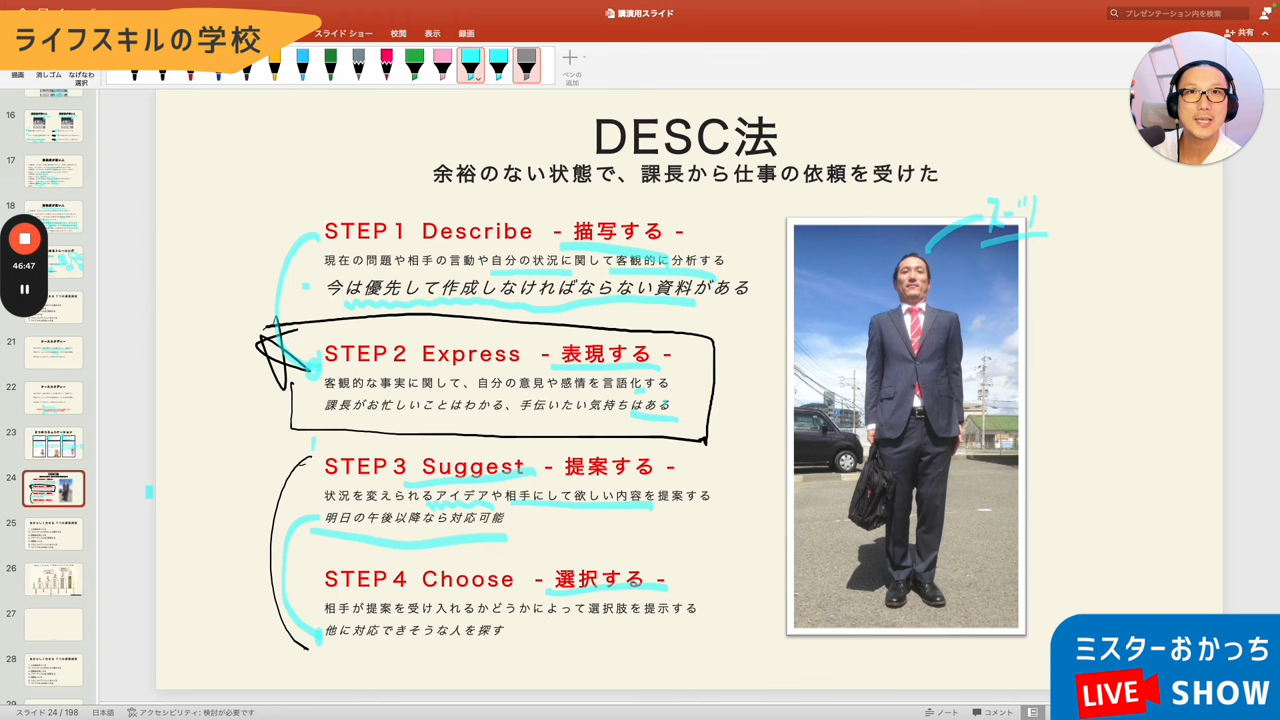 講演用スライド
プレゼンテーション内を検索
ライフスキルの学校
スライド ショー
校閲
表示
録画
共有
描画
消しゴム
なげなわ
選択
ペンの
追加
DESC法
余裕のない状態で、課長から仕事の依頼を受けた
STEP1 Describe - 描写する -
現在の問題や相手の言動や自分の状況に関して客観的に分析する
今は優先して作成しなければならない資料がある
STEP2 Express - 表現する -
客観的な事実に関して、自分の意見や感情を言語化する
課長がお忙しいことはわかる、手伝いたい気持ちはある
STEP3 Suggest - 提案する -
状況を変えられるアイデアや相手にして欲しい内容を提案する
明日の午後以降なら対応可能
STEP4 Choose - 選択する -
相手が提案を受け入れるかどうかによって選択肢を提示する
他に対応できそうな人を探す
16
17
18
46:47
21
22
23
24
25
26
27
28
29
ミスターおかっち
LIVE SHOW
スライド 24 / 198
日本語
アクセシビリティ: 検討が必要です
ノート
コメント